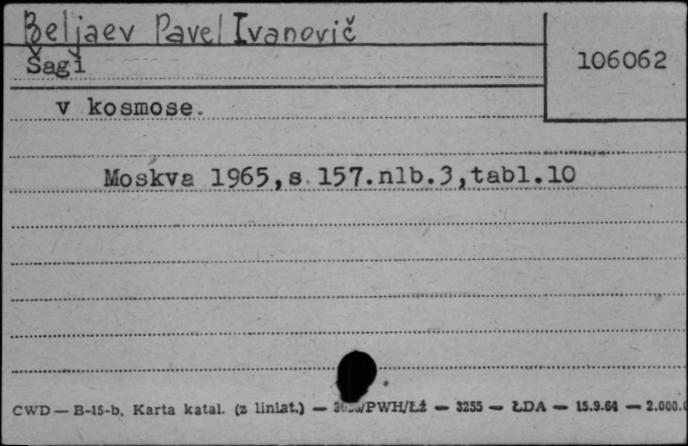 Beljaev Pavel Ivanovič
Šagi
106062
v kosmose.
Moskva 1965,s.157.nlb.3,tabl.10
CWD — B-15-b. Karta katal. (z liniat.) — /PWH/Łź — 3255 — ŁDA — 15.9.64 — 2.000.